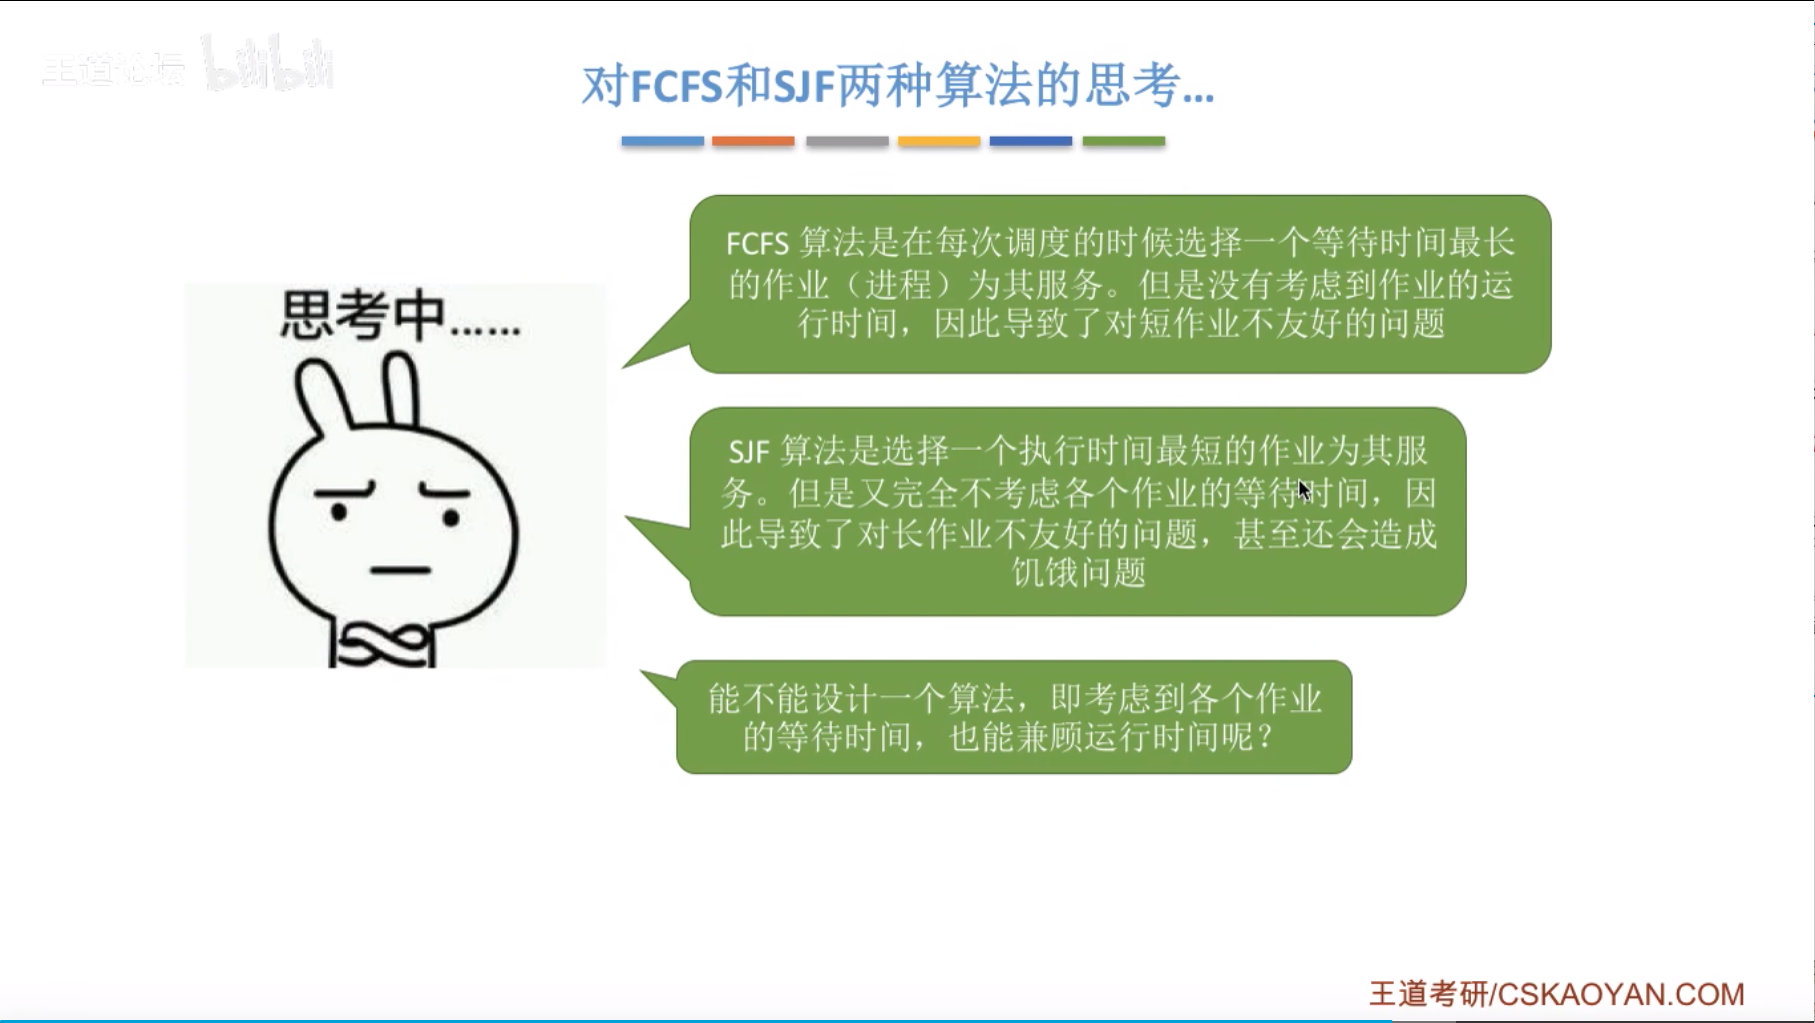 王道论坛 bilibili
对FCFS和SJF两种算法的思考...
FCFS 算法是在每次调度的时候选择一个等待时间最长
的作业（进程）为其服务。但是没有考虑到作业的运
行时间，因此导致了对短作业不友好的问题
思考中......
SJF 算法是选择一个执行时间最短的作业为其服
务。但是又完全不考虑各个作业的等待时间，因
此导致了对长作业不友好的问题，甚至还会造成
饥饿问题
能不能设计一个算法，即考虑到各个作业
的等待时间，也能兼顾运行时间呢？
王道考研/CSKAOYAN.COM